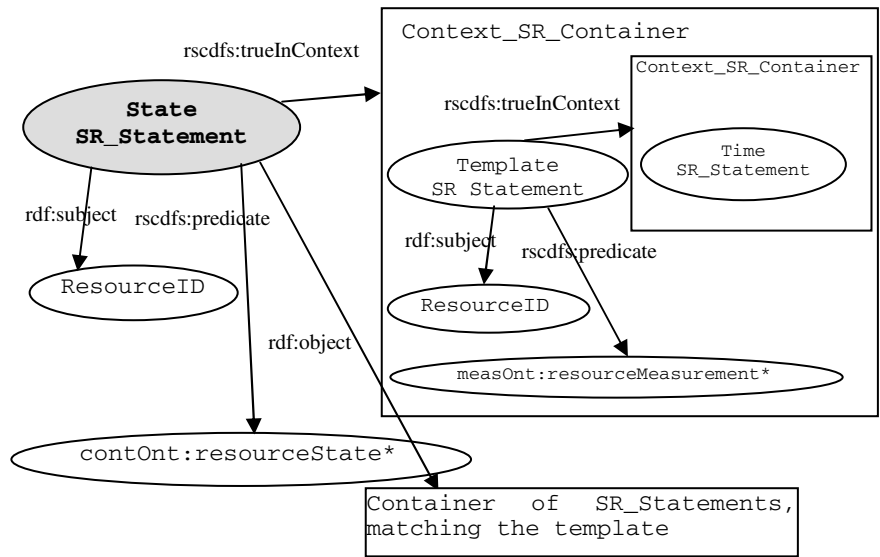 Context_SR_Container
rscdfs:trueInContext
Context_SR_Container
State
SR_Statement
rscdfs:trueInContext
Time
SR_Statement
Template
SR Statement
rdf:subject
rscdfs:predicate
rdf:subject
rscdfs:predicate
ResourceID
ResourceID
rdf:object
measOnt:resourceMeasurement*
contOnt:resourceState*
Container of SR_Statements,
matching the template